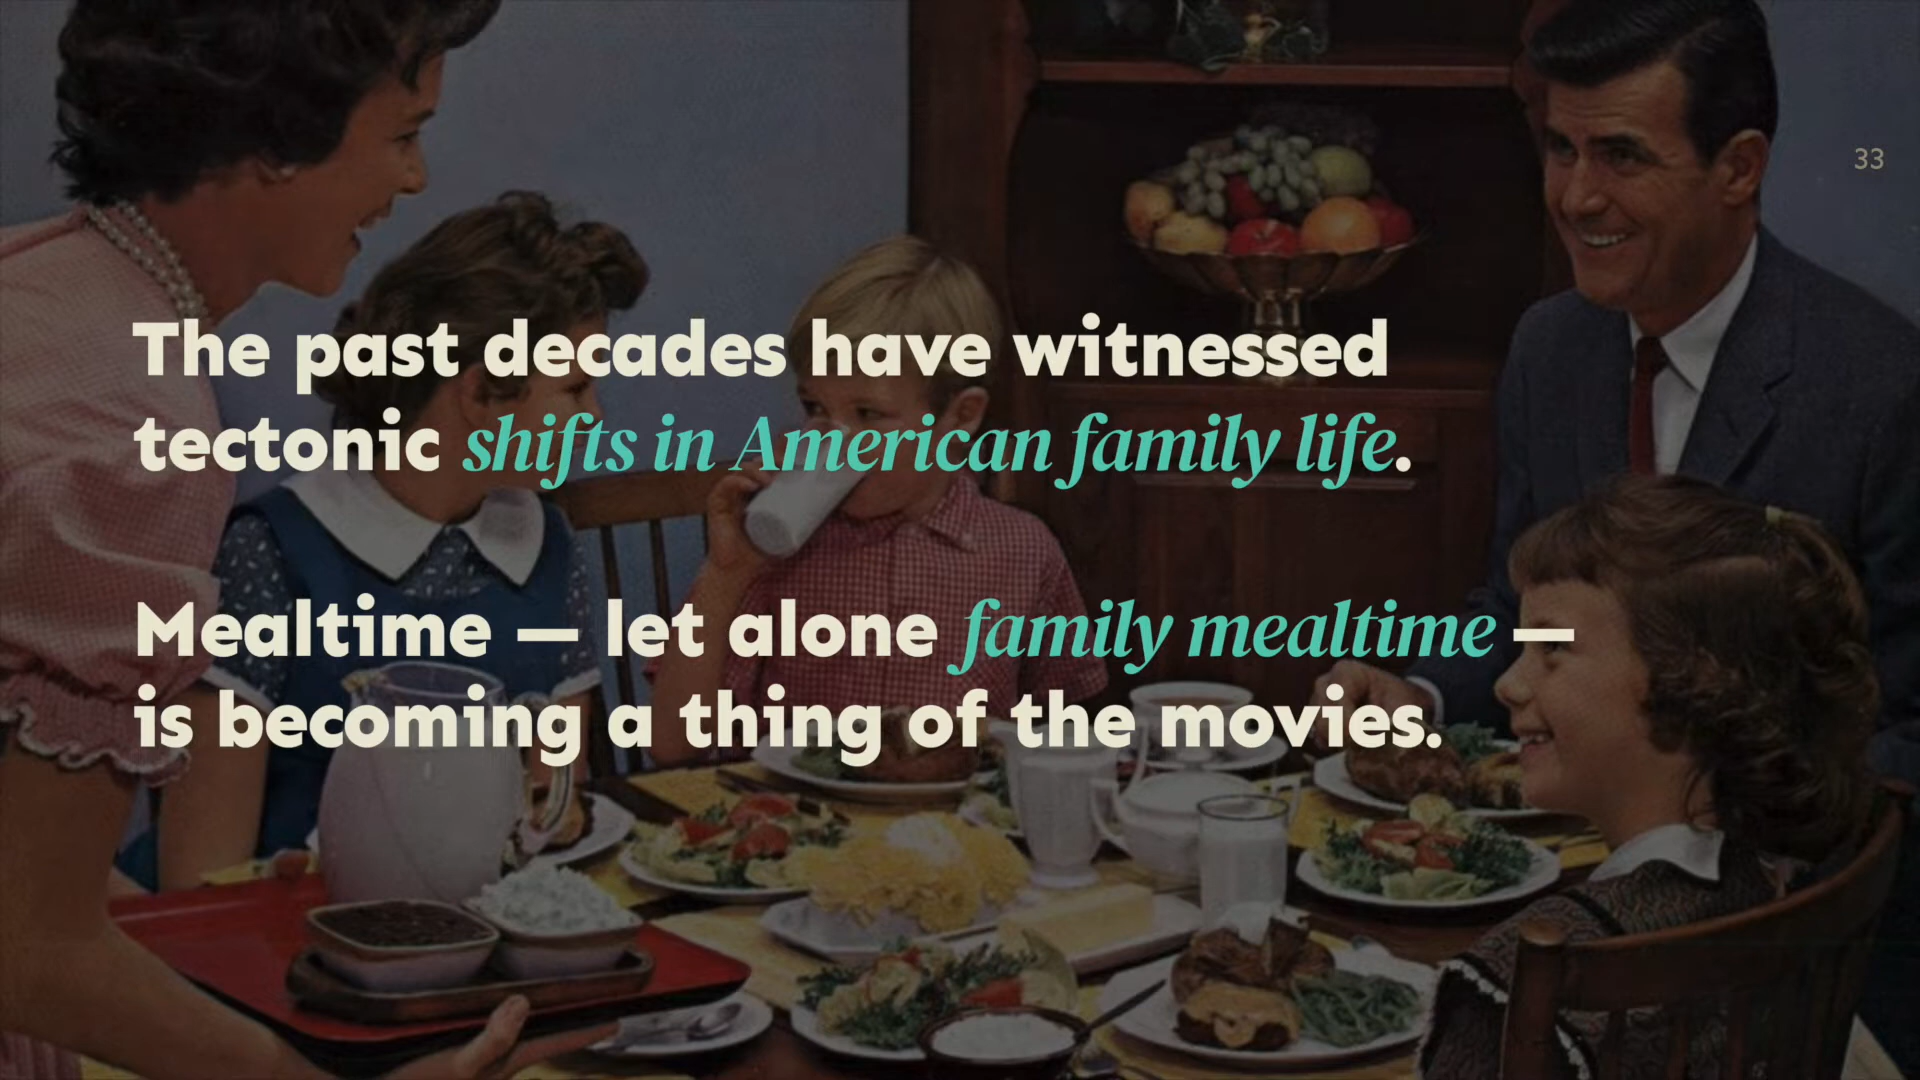 33
The past decades have witnessed
tectonic shifts in American family life.
Mealtime — let alone family mealtime —
is becoming a thing of the movies.